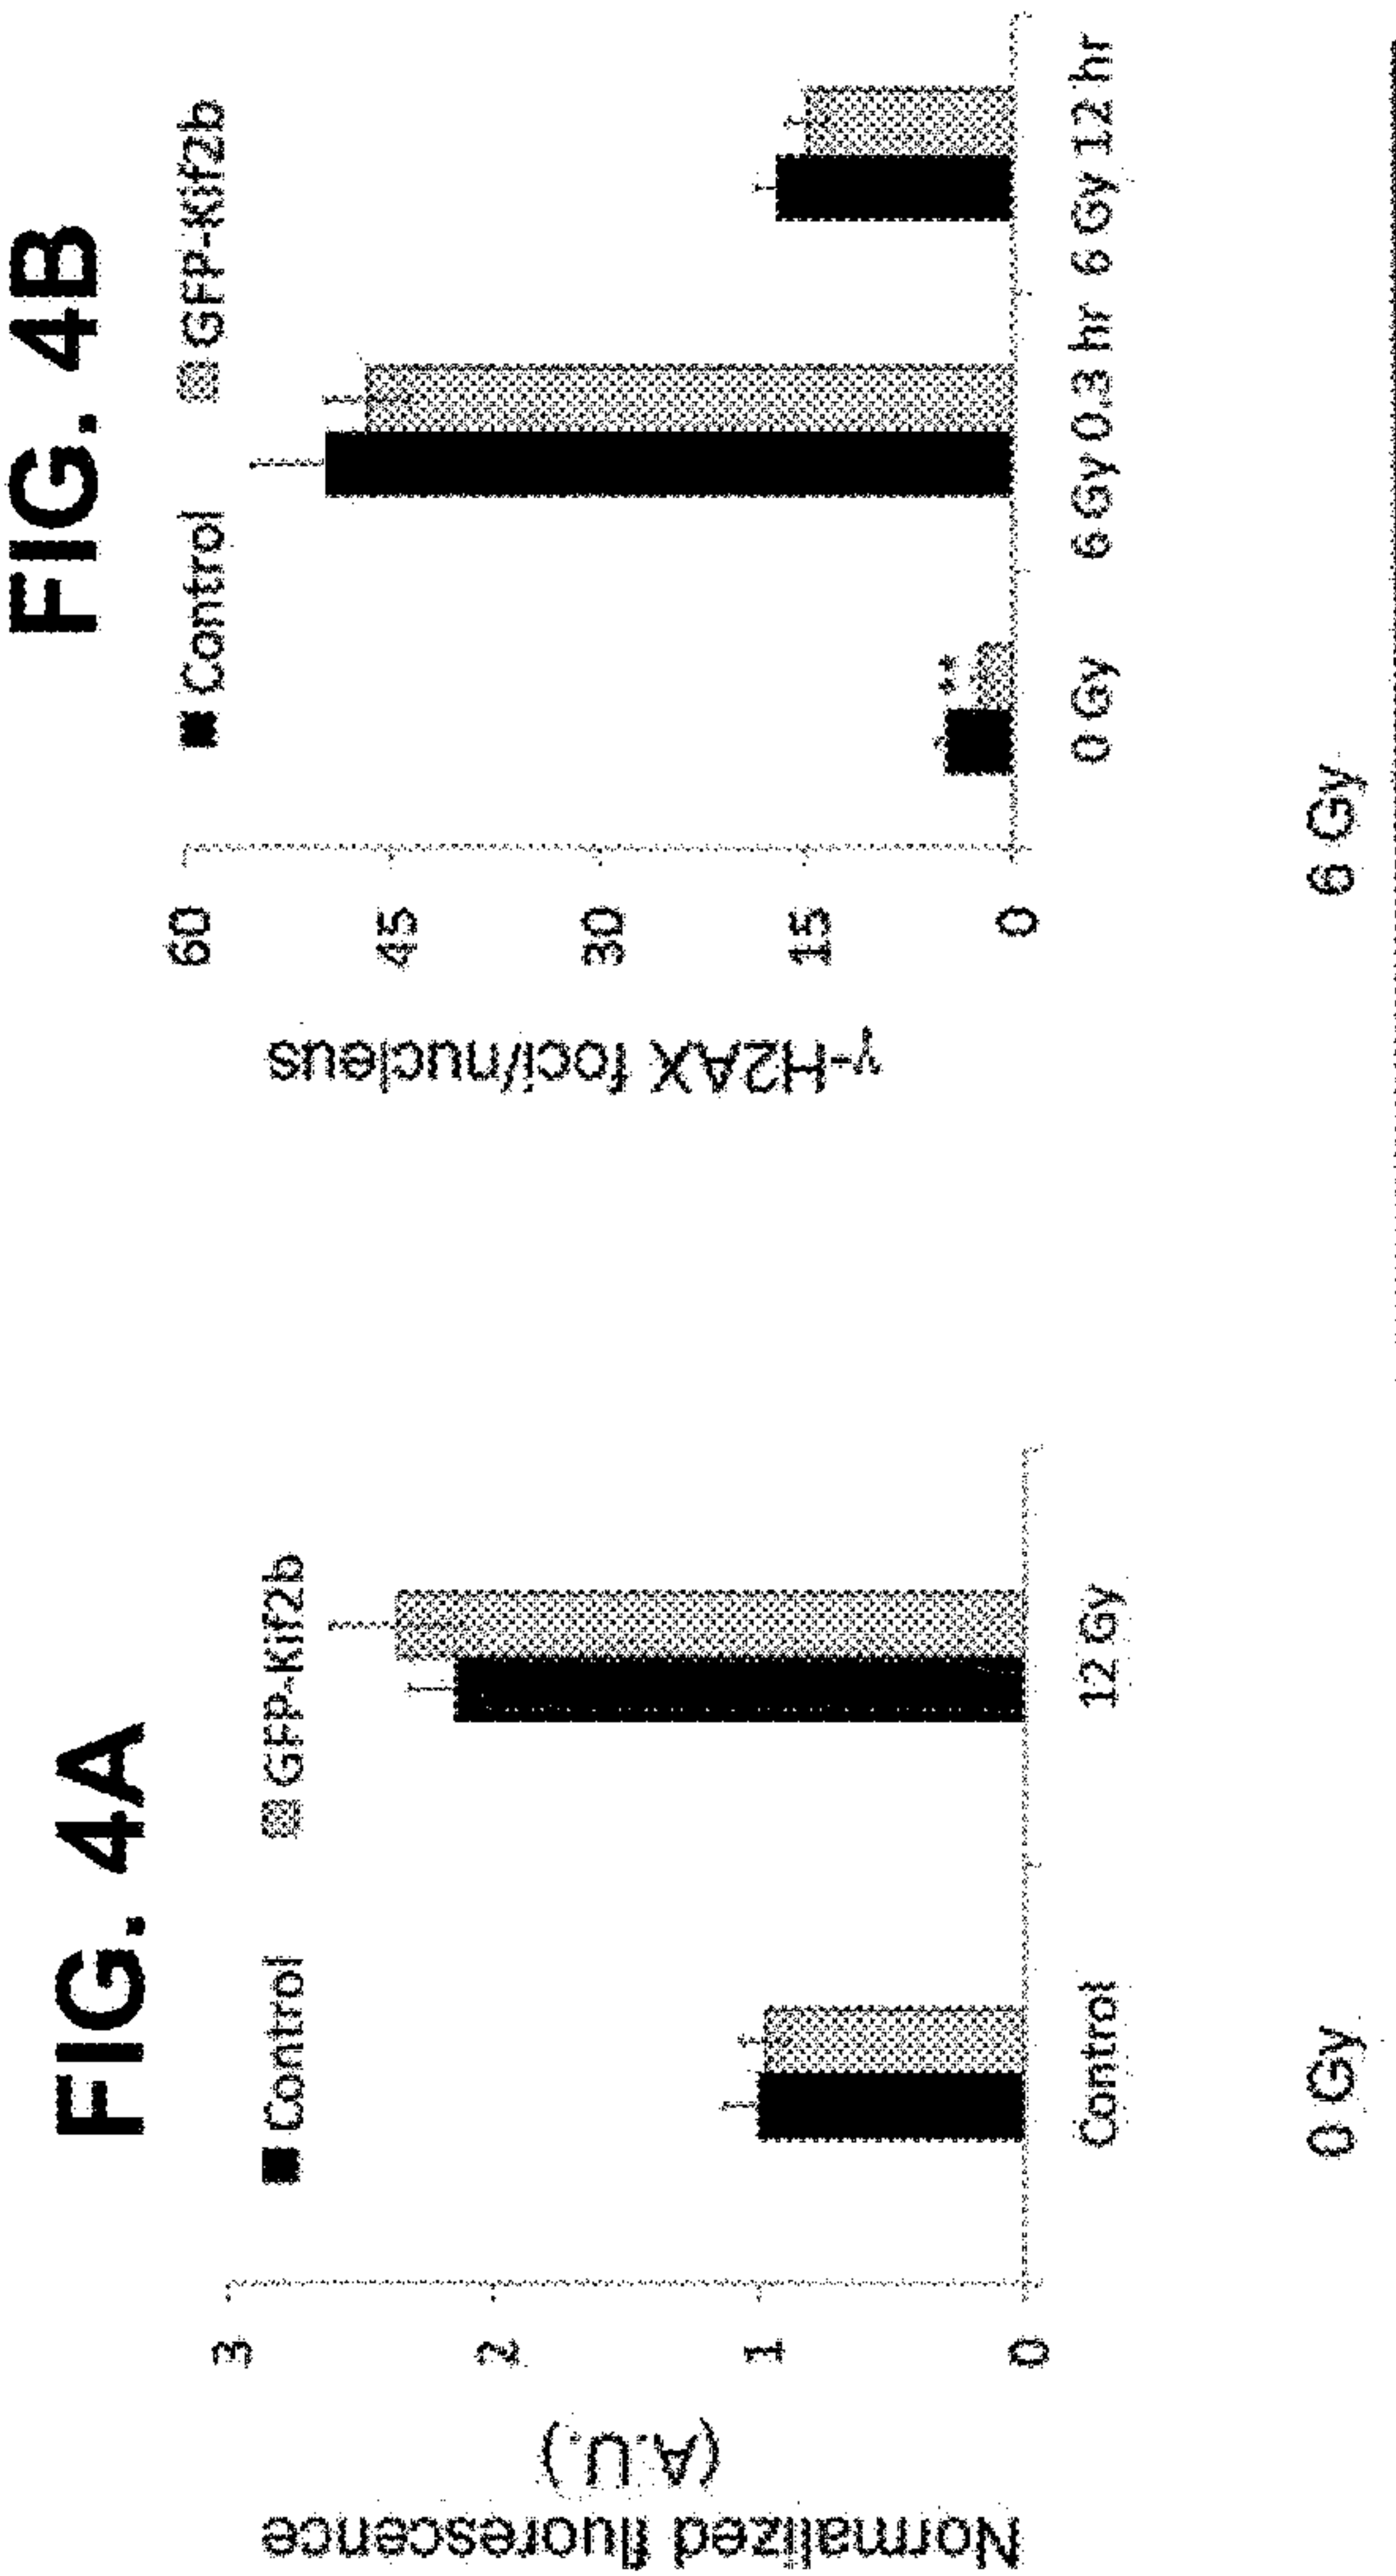 FIG. 4A
Control
GFP-Kif2b
Normalized fluorescence
(A.U.)
3
2
1
0
Control
12 Gy
FIG. 4B
Control
GFP-Kif2b
γ-H2AX foci/nucleus
60
45
30
15
0
**
0 Gy
6 Gy 0.3 hr
6 Gy 12 hr
0 Gy
6 Gy